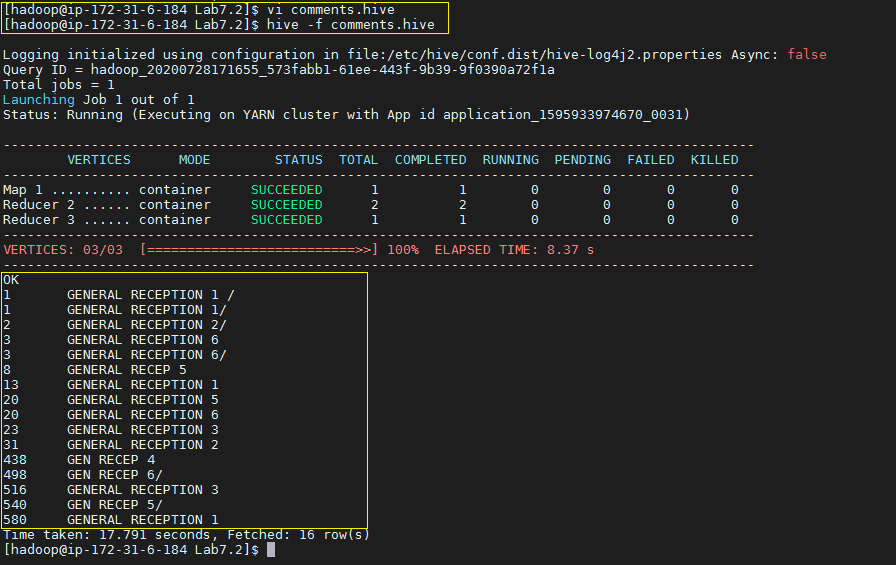 [hadoop@ip-172-31-6-184 Lab7.2]$ vi comments.hive
[hadoop@ip-172-31-6-184 Lab7.2]$ hive -f comments.hive
Logging initialized using configuration in file:/etc/hive/conf.dist/hive-log4j2.properties Async: false
Query ID = hadoop_20200728171655_573fabb1-61ee-443f-9b39-9f0390a72f1a
Total jobs = 1
Launching Job 1 out of 1
Status: Running (Executing on YARN cluster with App id application_1595933974670_0031)
----------------------------------------------------------------------------------------------
        VERTICES      MODE        STATUS  TOTAL  COMPLETED  RUNNING  PENDING  FAILED  KILLED
----------------------------------------------------------------------------------------------
Map 1 .......... container     SUCCEEDED      1          1        0        0       0       0
Reducer 2 ...... container     SUCCEEDED      2          2        0        0       0       0
Reducer 3 ...... container     SUCCEEDED      1          1        0        0       0       0
----------------------------------------------------------------------------------------------
VERTICES: 03/03  [==========================>>] 100%  ELAPSED TIME: 8.37 s
----------------------------------------------------------------------------------------------
OK
1       GENERAL RECEPTION 1 /
1       GENERAL RECEPTION 1/
2       GENERAL RECEPTION 2/
3       GENERAL RECEPTION 6
3       GENERAL RECEPTION 6/
8       GENERAL RECEP 5
13      GENERAL RECEPTION 1
20      GENERAL RECEPTION 5
20      GENERAL RECEPTION 6
23      GENERAL RECEPTION 3
31      GENERAL RECEPTION 2
438     GEN RECEP 4
498     GEN RECEP 6/
516     GENERAL RECEPTION 3
540     GEN RECEP 5/
580     GENERAL RECEPTION 1
Time taken: 17.791 seconds, Fetched: 16 row(s)
[hadoop@ip-172-31-6-184 Lab7.2]$